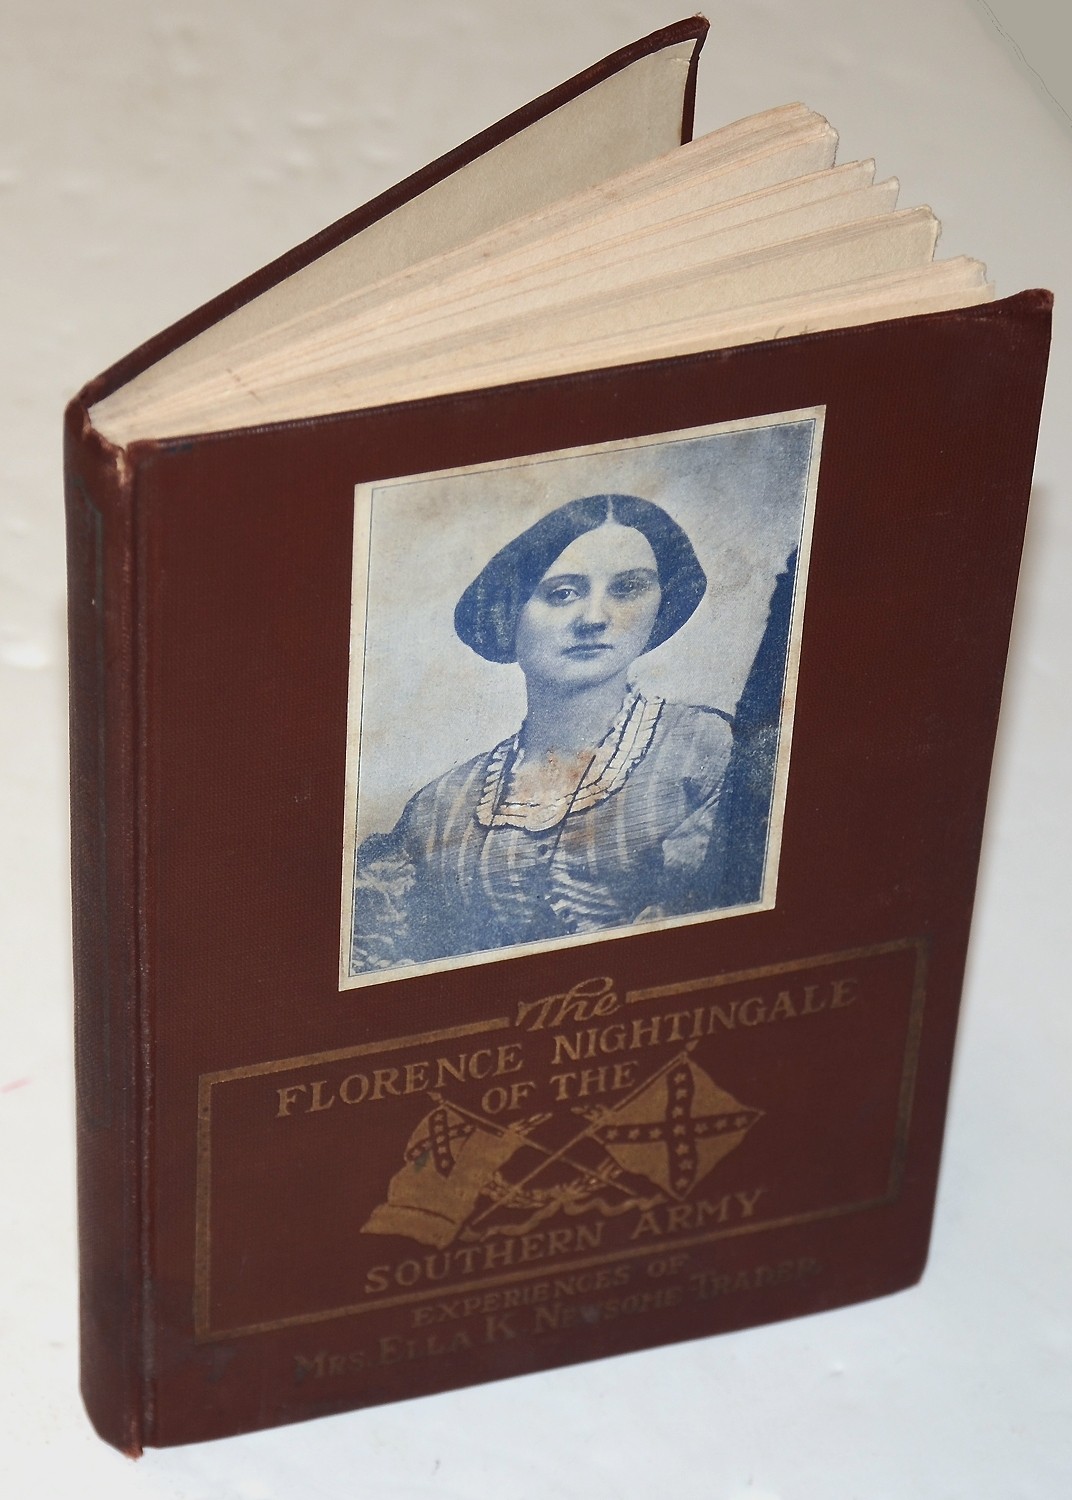 The
FLORENCE NIGHTINGALE
OF THE
SOUTHERN ARMY
EXPERIENCES OF
MRS. ELLA K. NEWSOME TRADER